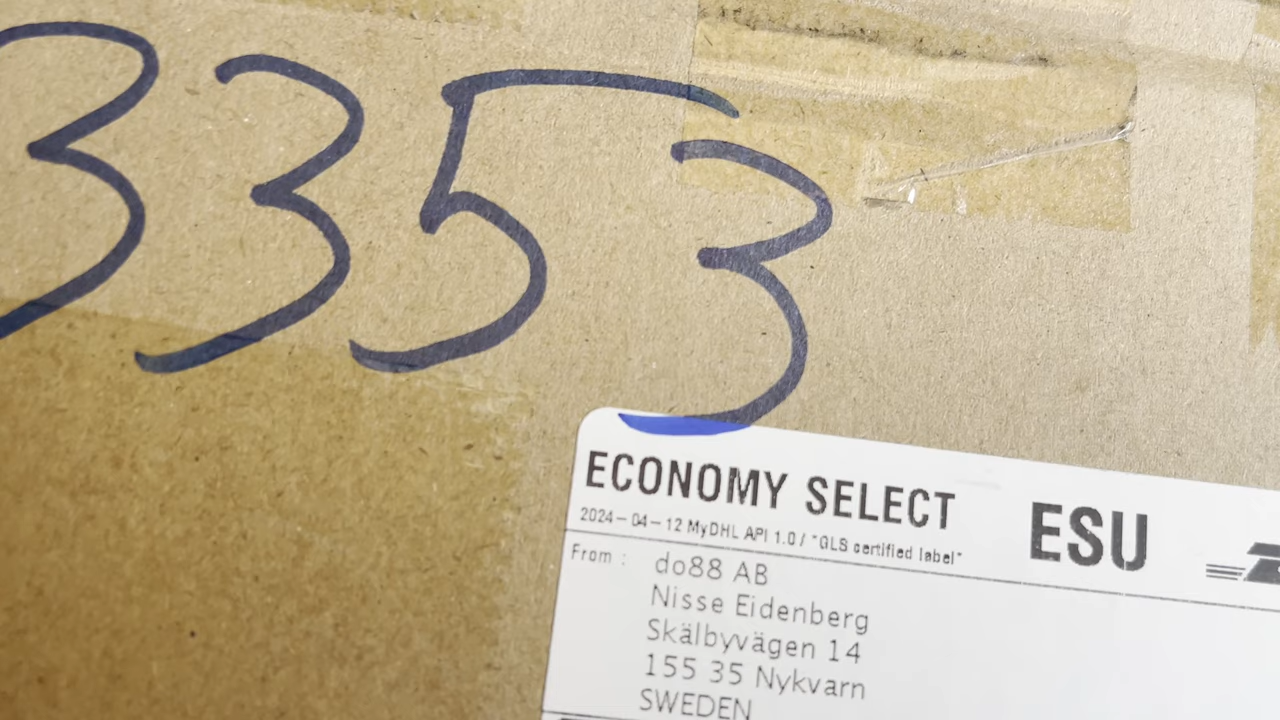 3353
ECONOMY SELECT ESU
2024-04-12 MyDHL API 1.0 / "GLS certified label"
From : do88 AB
Nisse Eidenberg
Skälbyvägen 14
155 35 Nykvarn
SWEDEN